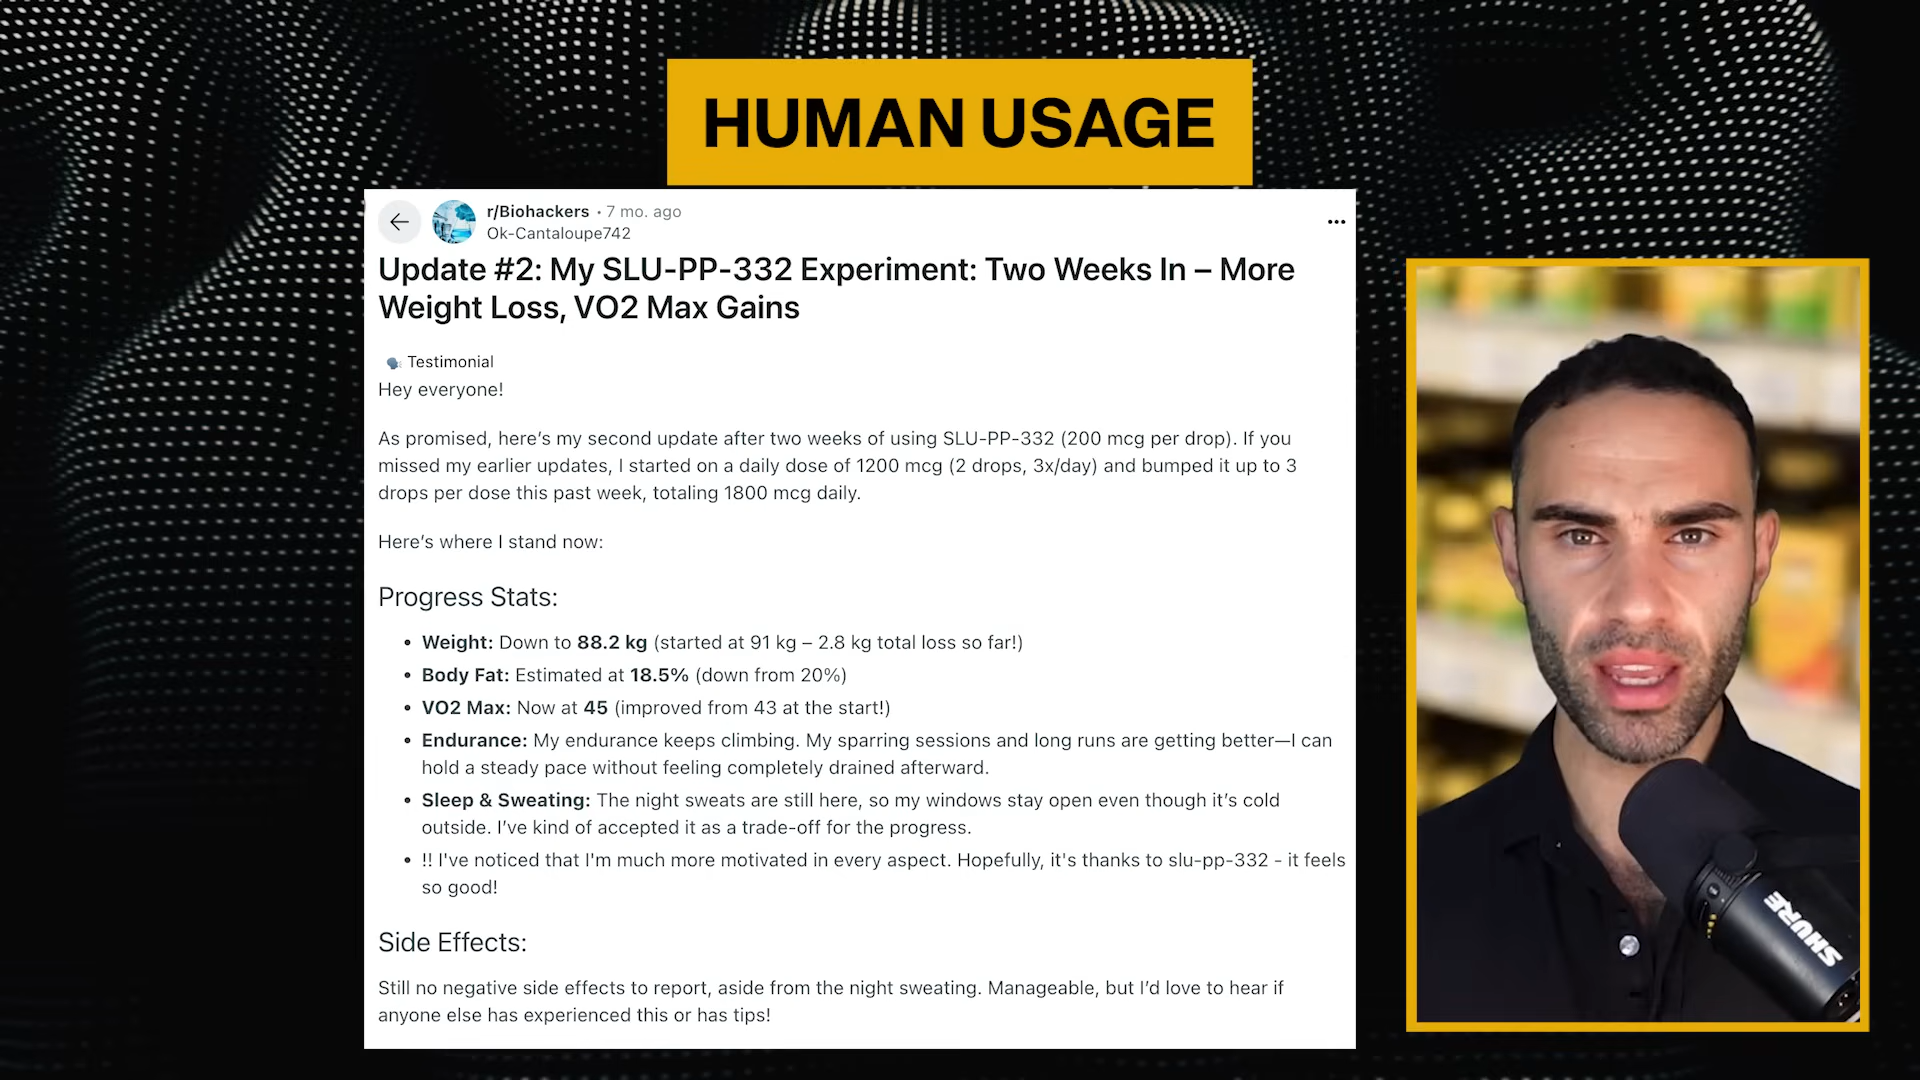 HUMAN USAGE
r/Biohackers • 7 mo. ago
Ok-Cantaloupe742
Update #2: My SLU-PP-332 Experiment: Two Weeks In – More
Weight Loss, VO2 Max Gains
🗣️ Testimonial
Hey everyone!
As promised, here’s my second update after two weeks of using SLU-PP-332 (200 mcg per drop). If you
missed my earlier updates, I started on a daily dose of 1200 mcg (2 drops, 3x/day) and bumped it up to 3
drops per dose this past week, totaling 1800 mcg daily.
Here’s where I stand now:
Progress Stats:
• Weight: Down to 88.2 kg (started at 91 kg – 2.8 kg total loss so far!)
• Body Fat: Estimated at 18.5% (down from 20%)
• VO2 Max: Now at 45 (improved from 43 at the start!)
• Endurance: My endurance keeps climbing. My sparring sessions and long runs are getting better—I can
hold a steady pace without feeling completely drained afterward.
• Sleep & Sweating: The night sweats are still here, so my windows stay open even though it’s cold
outside. I’ve kind of accepted it as a trade-off for the progress.
• !! I've noticed that I'm much more motivated in every aspect. Hopefully, it's thanks to slu-pp-332 - it feels
so good!
Side Effects:
Still no negative side effects to report, aside from the night sweating. Manageable, but I’d love to hear if
anyone else has experienced this or has tips!
SHURE